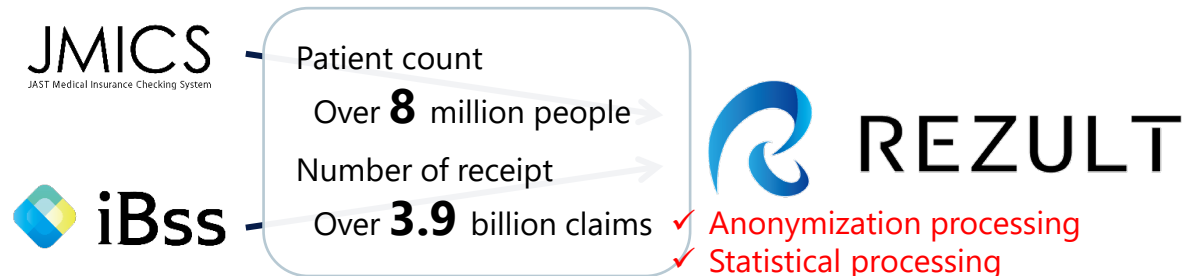 JMICS
JAST Medical Insurance Checking System
iBss
Patient count
Over 8 million people
Number of receipt
Over 3.9 billion claims
REZULT
✓ Anonymization processing
✓ Statistical processing